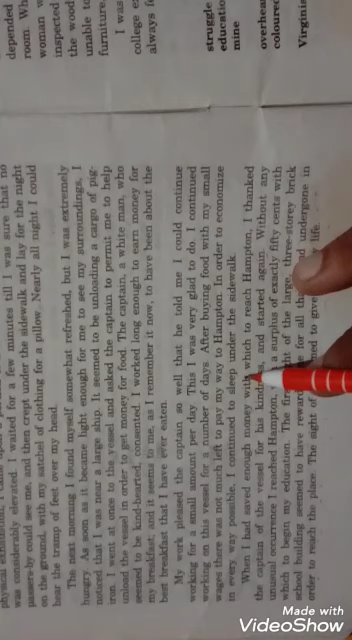 depended
room. Wh
woman w
inspected
the wood
unable to
furniture,
I was
college e
always f
struggle
education
mine
overhear
coloured
Virginia
physical exhaustion, I came
was considerably elevated. I waited for a few minutes till I was sure that no
passers-by could see me, and then crept under the sidewalk and lay for the night
on the ground, with my satchel of clothing for a pillow. Nearly all night I could
hear the tramp of feet over my head.
The next morning I found myself somewhat refreshed, but I was extremely
hungry. As soon as it became light enough for me to see my surroundings, I
noticed that I was near a large ship. It seemed to be unloading a cargo of pig-
iron. I went at once to the vessel and asked the captain to permit me to help
unload the vessel in order to get money for food. The captain, a white man, who
seemed to be kind-hearted, consented. I worked long enough to earn money for
my breakfast, and it seems to me, as I remember it now, to have been about the
best breakfast that I have ever eaten.
My work pleased the captain so well that he told me I could continue
working for a small amount per day. This I was very glad to do. I continued
working on this vessel for a number of days. After buying food with my small
wages there was not much left to pay my way to Hampton. In order to economize
in every way possible, I continued to sleep under the sidewalk.
When I had saved enough money with which to reach Hampton, I thanked
the captain of the vessel for his kindness, and started again. Without any
unusual occurrence I reached Hampton, a surplus of exactly fifty cents with
which to begin my education. The first of the large, three-storey brick
school building seemed to have reward for all that undergone in
order to reach the place. The sight of med to give life.
Made with
VideoShow